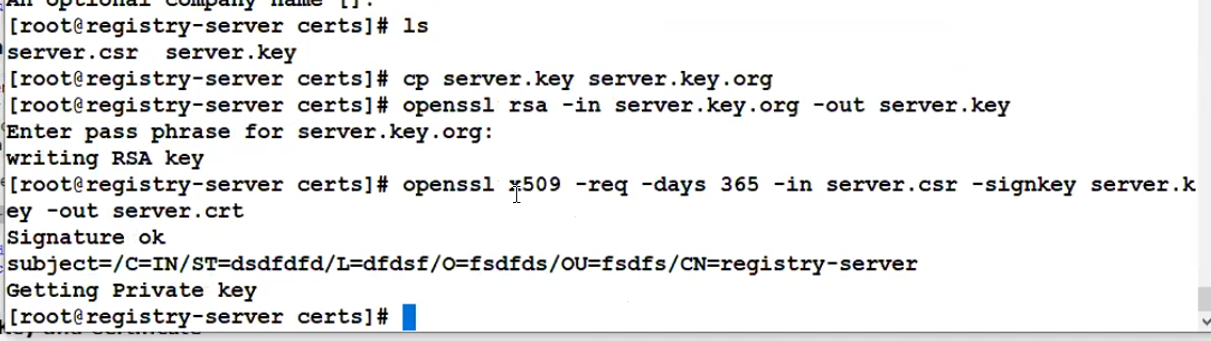 An optional company name []:
[root@registry-server certs]# ls
server.csr  server.key
[root@registry-server certs]# cp server.key server.key.org
[root@registry-server certs]# openssl rsa -in server.key.org -out server.key
Enter pass phrase for server.key.org:
writing RSA key
[root@registry-server certs]# openssl x509 -req -days 365 -in server.csr -signkey server.k
ey -out server.crt
Signature ok
subject=/C=IN/ST=dsdfdfd/L=dfdsf/O=fsdfds/OU=fsdfs/CN=registry-server
Getting Private key
[root@registry-server certs]#